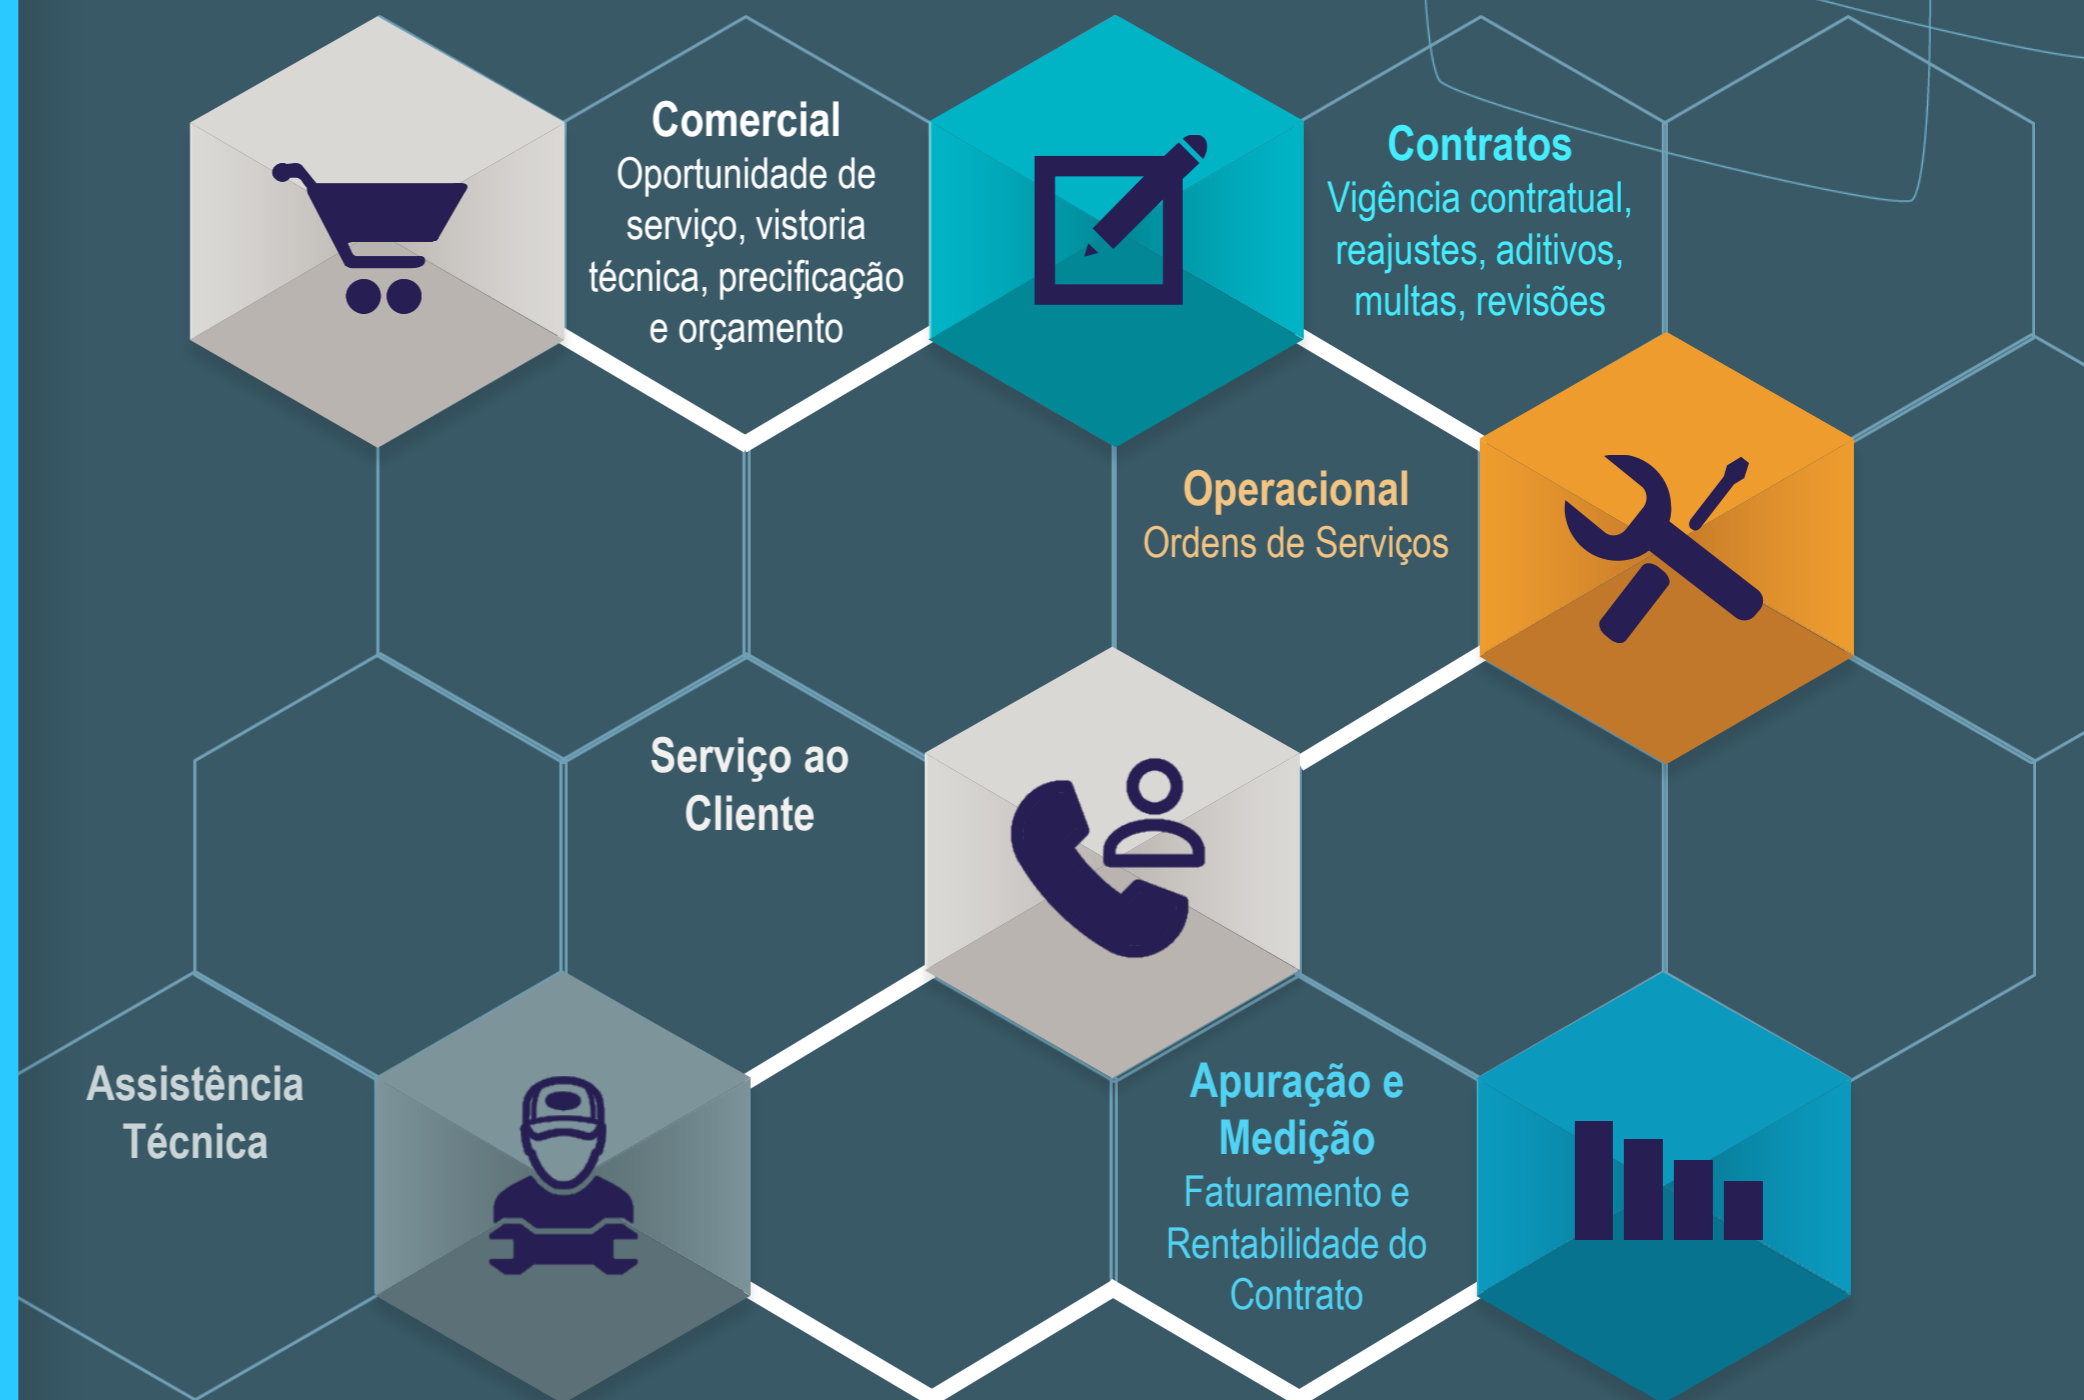 Comercial
Oportunidade de
serviço, vistoria
técnica, precificação
e orçamento
Contratos
Vigência contratual,
reajustes, aditivos,
multas, revisões
Operacional
Ordens de Serviços
Serviço ao
Cliente
Assistência
Técnica
Apuração e
Medição
Faturamento e
Rentabilidade do
Contrato